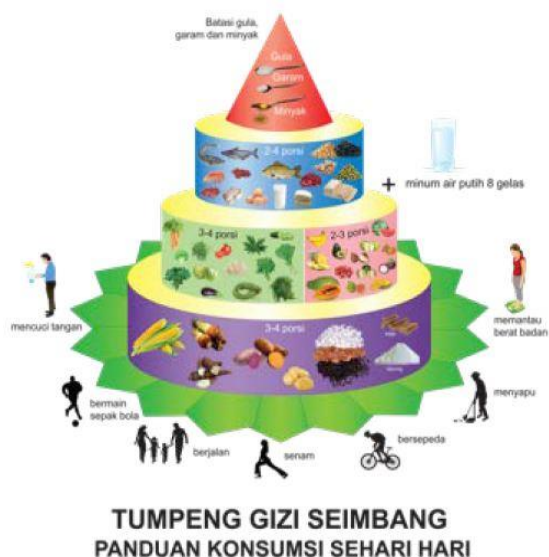 Batasi gula,
garam dan minyak
Gula
Garam
Minyak
2-4 porsi
+ minum air putih 8 gelas
3-4 porsi
2-3 porsi
mencuci tangan
memantau
berat badan
3-4 porsi
bermain
sepak bola
menyapu
berjalan
senam
bersepeda
TUMPENG GIZI SEIMBANG
PANDUAN KONSUMSI SEHARI HARI